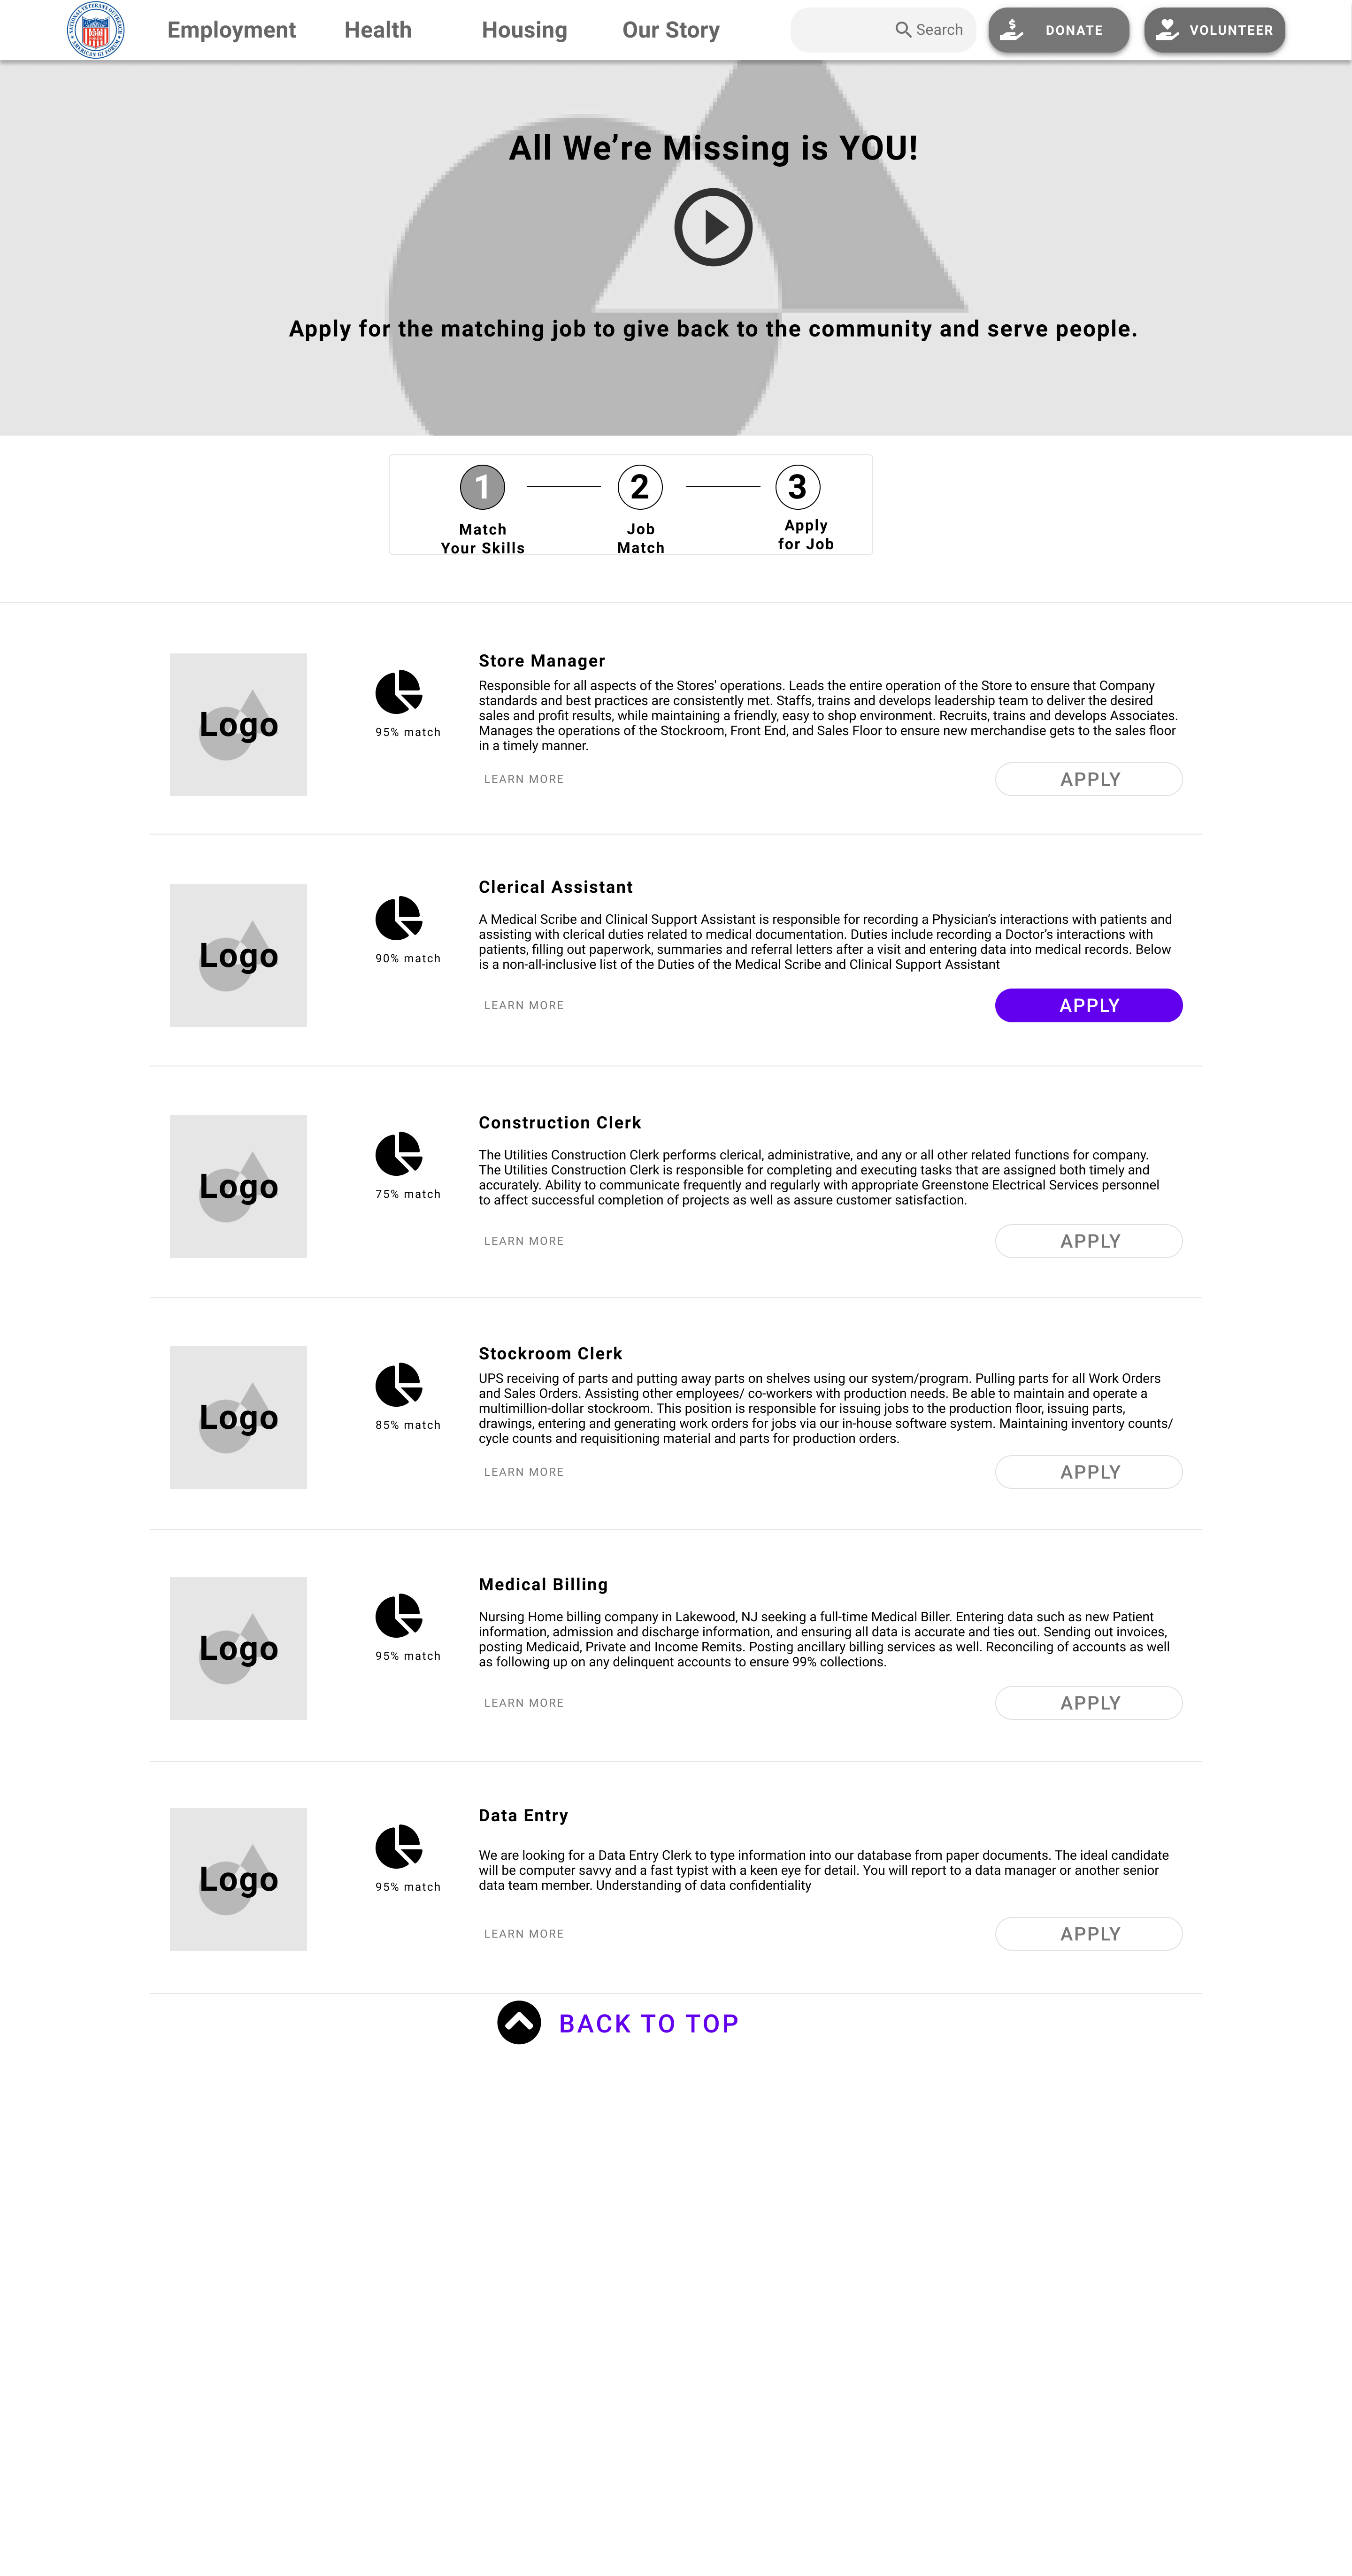 NATIONAL VETERANS OUTREACH
AMERICAN GI FORUM
Employment
Health
Housing
Our Story
Search
DONATE
VOLUNTEER
All We’re Missing is YOU!
Apply for the matching job to give back to the community and serve people.
1
2
3
Match
Your Skills
Job
Match
Apply
for Job
Logo
95% match
Store Manager
Responsible for all aspects of the Stores' operations. Leads the entire operation of the Store to ensure that Company
standards and best practices are consistently met. Staffs, trains and develops leadership team to deliver the desired
sales and profit results, while maintaining a friendly, easy to shop environment. Recruits, trains and develops Associates.
Manages the operations of the Stockroom, Front End, and Sales Floor to ensure new merchandise gets to the sales floor
in a timely manner.
LEARN MORE
APPLY
Logo
90% match
Clerical Assistant
A Medical Scribe and Clinical Support Assistant is responsible for recording a Physician’s interactions with patients and
assisting with clerical duties related to medical documentation. Duties include recording a Doctor’s interactions with
patients, filling out paperwork, summaries and referral letters after a visit and entering data into medical records. Below
is a non-all-inclusive list of the Duties of the Medical Scribe and Clinical Support Assistant
LEARN MORE
APPLY
Logo
75% match
Construction Clerk
The Utilities Construction Clerk performs clerical, administrative, and any or all other related functions for company.
The Utilities Construction Clerk is responsible for completing and executing tasks that are assigned both timely and
accurately. Ability to communicate frequently and regularly with appropriate Greenstone Electrical Services personnel
to affect successful completion of projects as well as assure customer satisfaction.
LEARN MORE
APPLY
Logo
85% match
Stockroom Clerk
UPS receiving of parts and putting away parts on shelves using our system/program. Pulling parts for all Work Orders
and Sales Orders. Assisting other employees/ co-workers with production needs. Be able to maintain and operate a
multimillion-dollar stockroom. This position is responsible for issuing jobs to the production floor, issuing parts,
drawings, entering and generating work orders for jobs via our in-house software system. Maintaining inventory counts/
cycle counts and requisitioning material and parts for production orders.
LEARN MORE
APPLY
Logo
95% match
Medical Billing
Nursing Home billing company in Lakewood, NJ seeking a full-time Medical Biller. Entering data such as new Patient
information, admission and discharge information, and ensuring all data is accurate and ties out. Sending out invoices,
posting Medicaid, Private and Income Remits. Posting ancillary billing services as well. Reconciling of accounts as well
as following up on any delinquent accounts to ensure 99% collections.
LEARN MORE
APPLY
Logo
95% match
Data Entry
We are looking for a Data Entry Clerk to type information into our database from paper documents. The ideal candidate
will be computer savvy and a fast typist with a keen eye for detail. You will report to a data manager or another senior
data team member. Understanding of data confidentiality
LEARN MORE
APPLY
BACK TO TOP